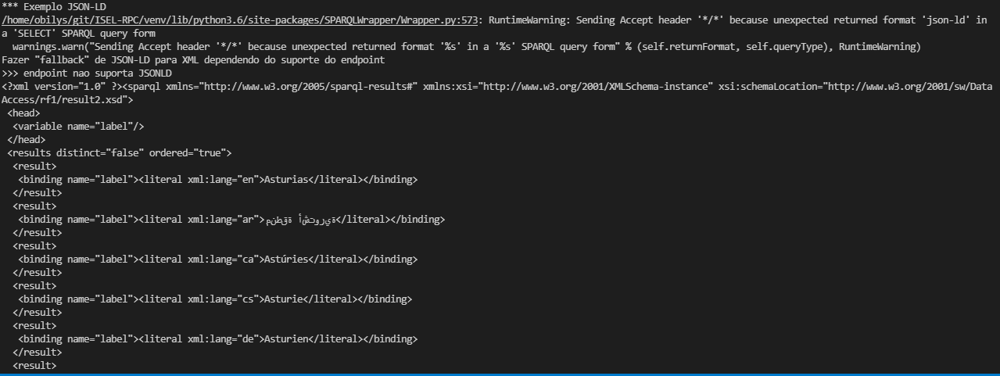 *** Exemplo JSON-LD
/home/obilys/git/ISEL-RPC/venv/lib/python3.6/site-packages/SPARQLWrapper/Wrapper.py:573: RuntimeWarning: Sending Accept header '*/*' because unexpected returned format 'json-ld' in
a 'SELECT' SPARQL query form
  warnings.warn("Sending Accept header '*/*' because unexpected returned format '%s' in a '%s' SPARQL query form" % (self.returnFormat, self.queryType), RuntimeWarning)
Fazer "fallback" de JSON-LD para XML dependendo do suporte do endpoint
>>> endpoint nao suporta JSONLD
<?xml version="1.0" ?><sparql xmlns="http://www.w3.org/2005/sparql-results#" xmlns:xsi="http://www.w3.org/2001/XMLSchema-instance" xsi:schemaLocation="http://www.w3.org/2001/sw/Data
Access/rf1/result2.xsd">
 <head>
  <variable name="label"/>
 </head>
 <results distinct="false" ordered="true">
  <result>
   <binding name="label"><literal xml:lang="en">Asturias</literal></binding>
  </result>
  <result>
   <binding name="label"><literal xml:lang="ar">منطقة أشتورية</literal></binding>
  </result>
  <result>
   <binding name="label"><literal xml:lang="ca">Astúries</literal></binding>
  </result>
  <result>
   <binding name="label"><literal xml:lang="cs">Asturie</literal></binding>
  </result>
  <result>
   <binding name="label"><literal xml:lang="de">Asturien</literal></binding>
  </result>
  <result>